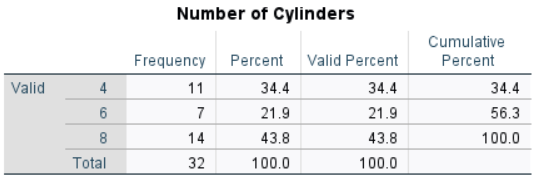 Number of Cylinders
Frequency Percent Valid Percent Cumulative Percent
Valid 4 11 34.4 34.4 34.4
6 7 21.9 21.9 56.3
8 14 43.8 43.8 100.0
Total 32 100.0 100.0